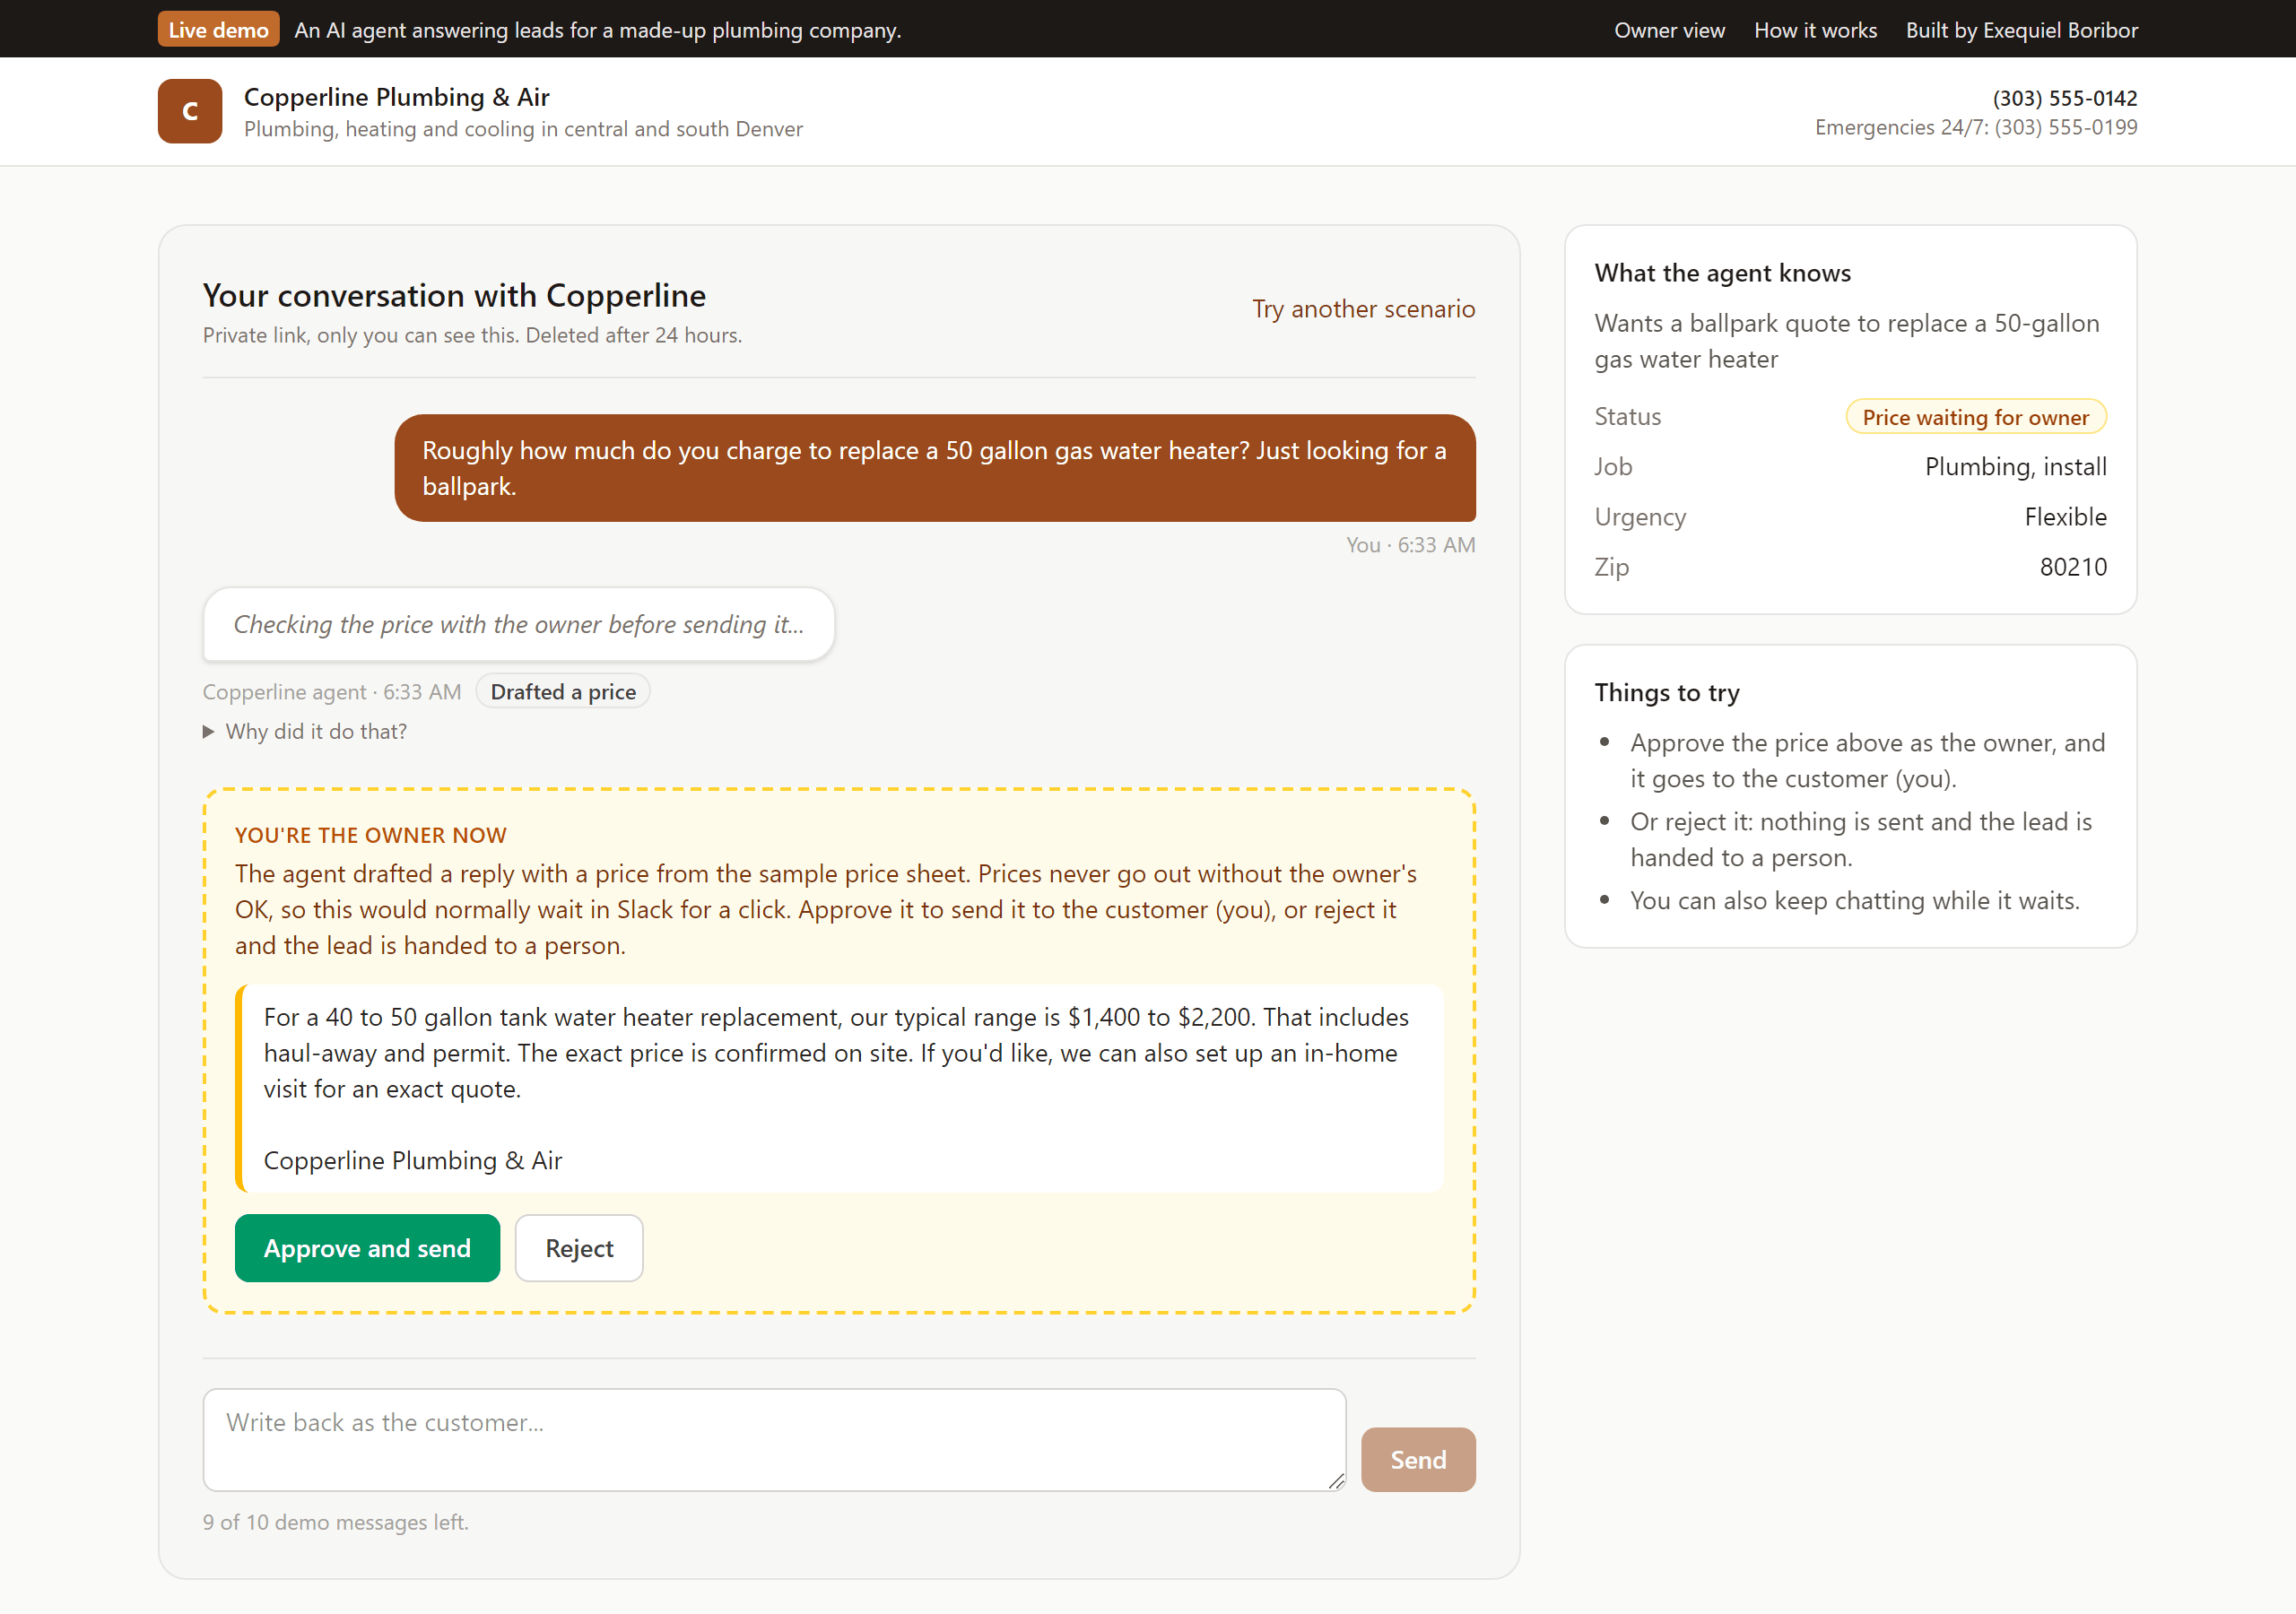 Live demo An AI agent answering leads for a made-up plumbing company. Owner view How it works Built by Exequiel Boribor
C
Copperline Plumbing & Air
Plumbing, heating and cooling in central and south Denver
(303) 555-0142
Emergencies 24/7: (303) 555-0199
Your conversation with Copperline
Private link, only you can see this. Deleted after 24 hours.
Try another scenario
Roughly how much do you charge to replace a 50 gallon gas water heater? Just looking for a
ballpark.
You · 6:33 AM
Checking the price with the owner before sending it...
Copperline agent · 6:33 AM Drafted a price
Why did it do that?
YOU'RE THE OWNER NOW
The agent drafted a reply with a price from the sample price sheet. Prices never go out without the owner's
OK, so this would normally wait in Slack for a click. Approve it to send it to the customer (you), or reject it
and the lead is handed to a person.
For a 40 to 50 gallon tank water heater replacement, our typical range is $1,400 to $2,200. That includes
haul-away and permit. The exact price is confirmed on site. If you'd like, we can also set up an in-home
visit for an exact quote.
Copperline Plumbing & Air
Approve and send Reject
Write back as the customer...
Send
9 of 10 demo messages left.
What the agent knows
Wants a ballpark quote to replace a 50-gallon
gas water heater
Status Price waiting for owner
Job Plumbing, install
Urgency Flexible
Zip 80210
Things to try
• Approve the price above as the owner, and
it goes to the customer (you).
• Or reject it: nothing is sent and the lead is
handed to a person.
• You can also keep chatting while it waits.